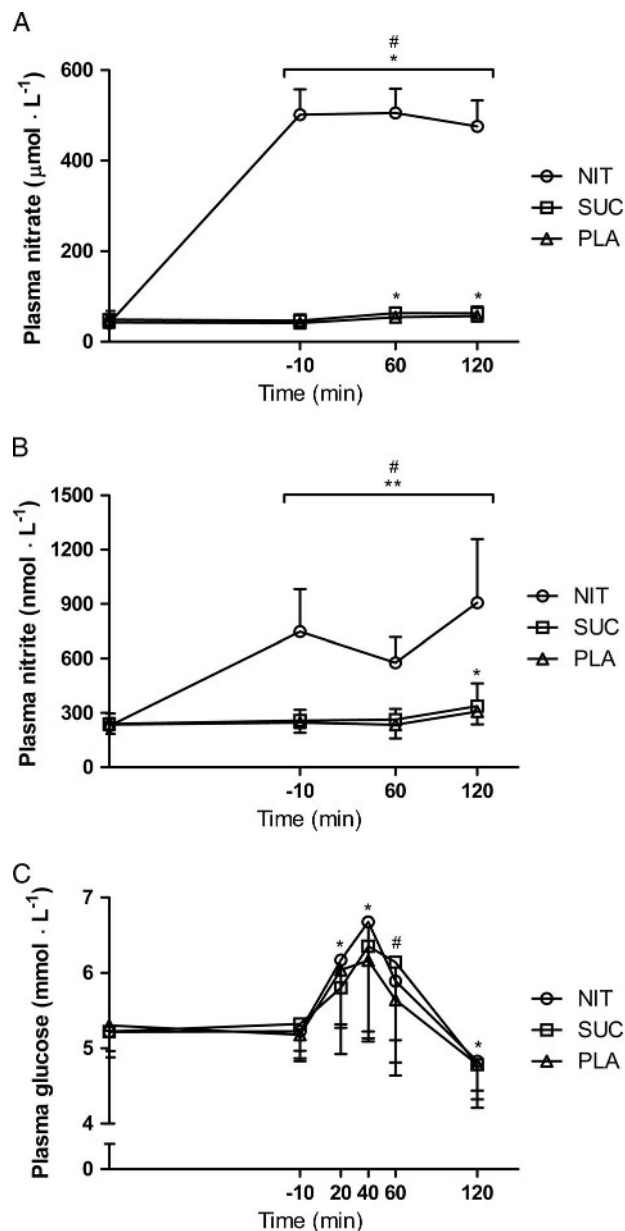 A
#
*
600
400
200
0
Plasma nitrate (μmol · L⁻¹)
NIT
SUC
PLA
* *
-10 60 120
Time (min)
B
#
**
1500
1200
900
600
300
0
Plasma nitrite (nmol · L⁻¹)
NIT
SUC
PLA
*
-10 60 120
Time (min)
C
7
6
5
4
0
Plasma glucose (mmol · L⁻¹)
*
* #
*
NIT
SUC
PLA
-10 20 40 60 120
Time (min)